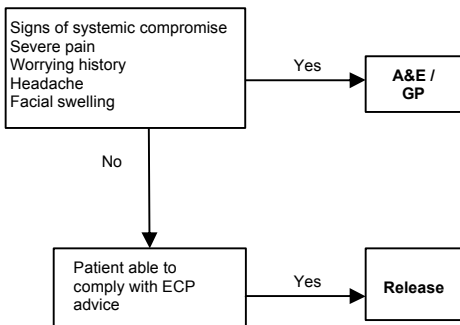 Signs of systemic compromise
Severe pain
Worrying history
Headache
Facial swelling
Yes
A&E /
GP
No
Patient able to
comply with ECP
advice
Yes
Release